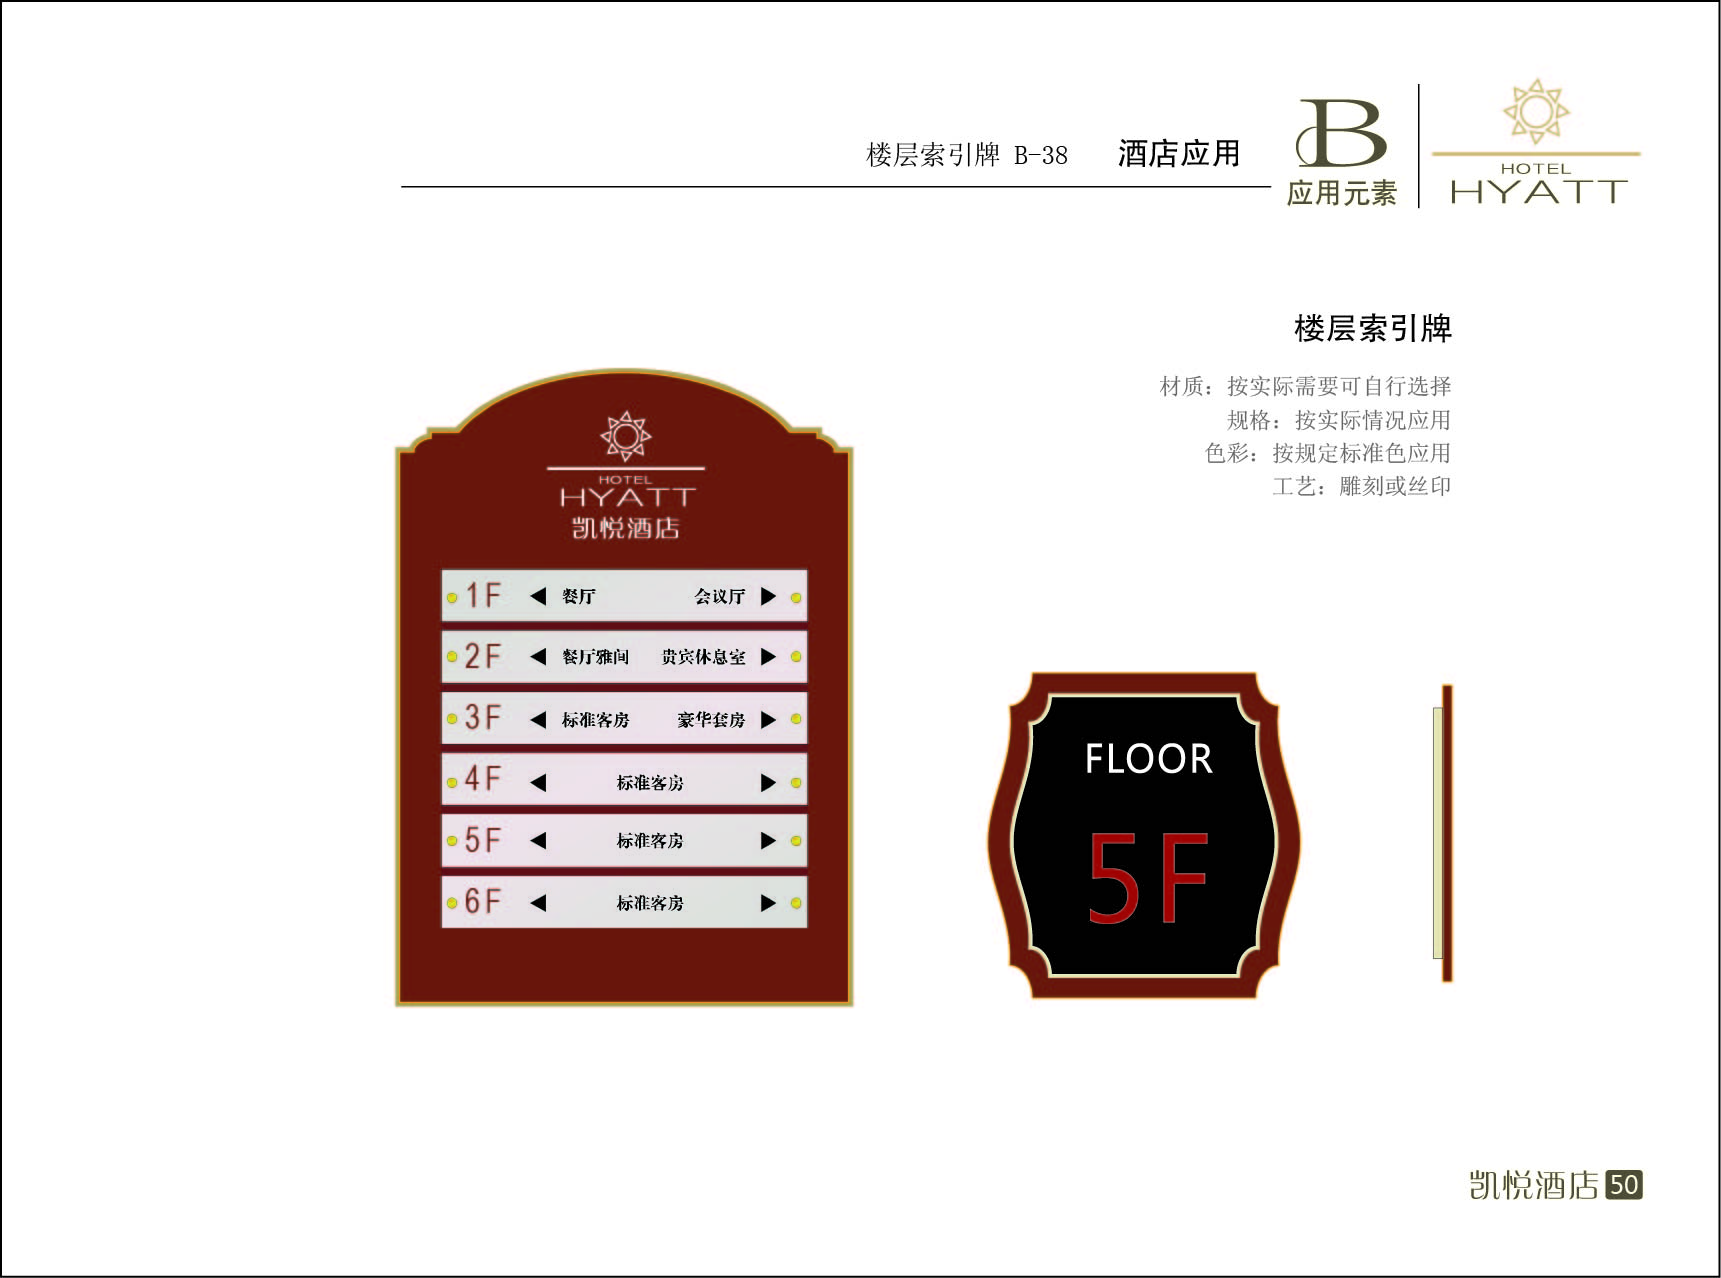 楼层索引牌 B-38 酒店应用
B
应用元素
HOTEL
HYATT
楼层索引牌
材质：按实际需要可自行选择
规格：按实际情况应用
色彩：按规定标准色应用
工艺：雕刻或丝印
HOTEL
HYATT
凯悦酒店
1F ◀ 餐厅 会议厅 ▶
2F ◀ 餐厅雅间 贵宾休息室 ▶
3F ◀ 标准客房 豪华套房 ▶
4F ◀ 标准客房 ▶
5F ◀ 标准客房 ▶
6F ◀ 标准客房 ▶
FLOOR
5F
凯悦酒店 50